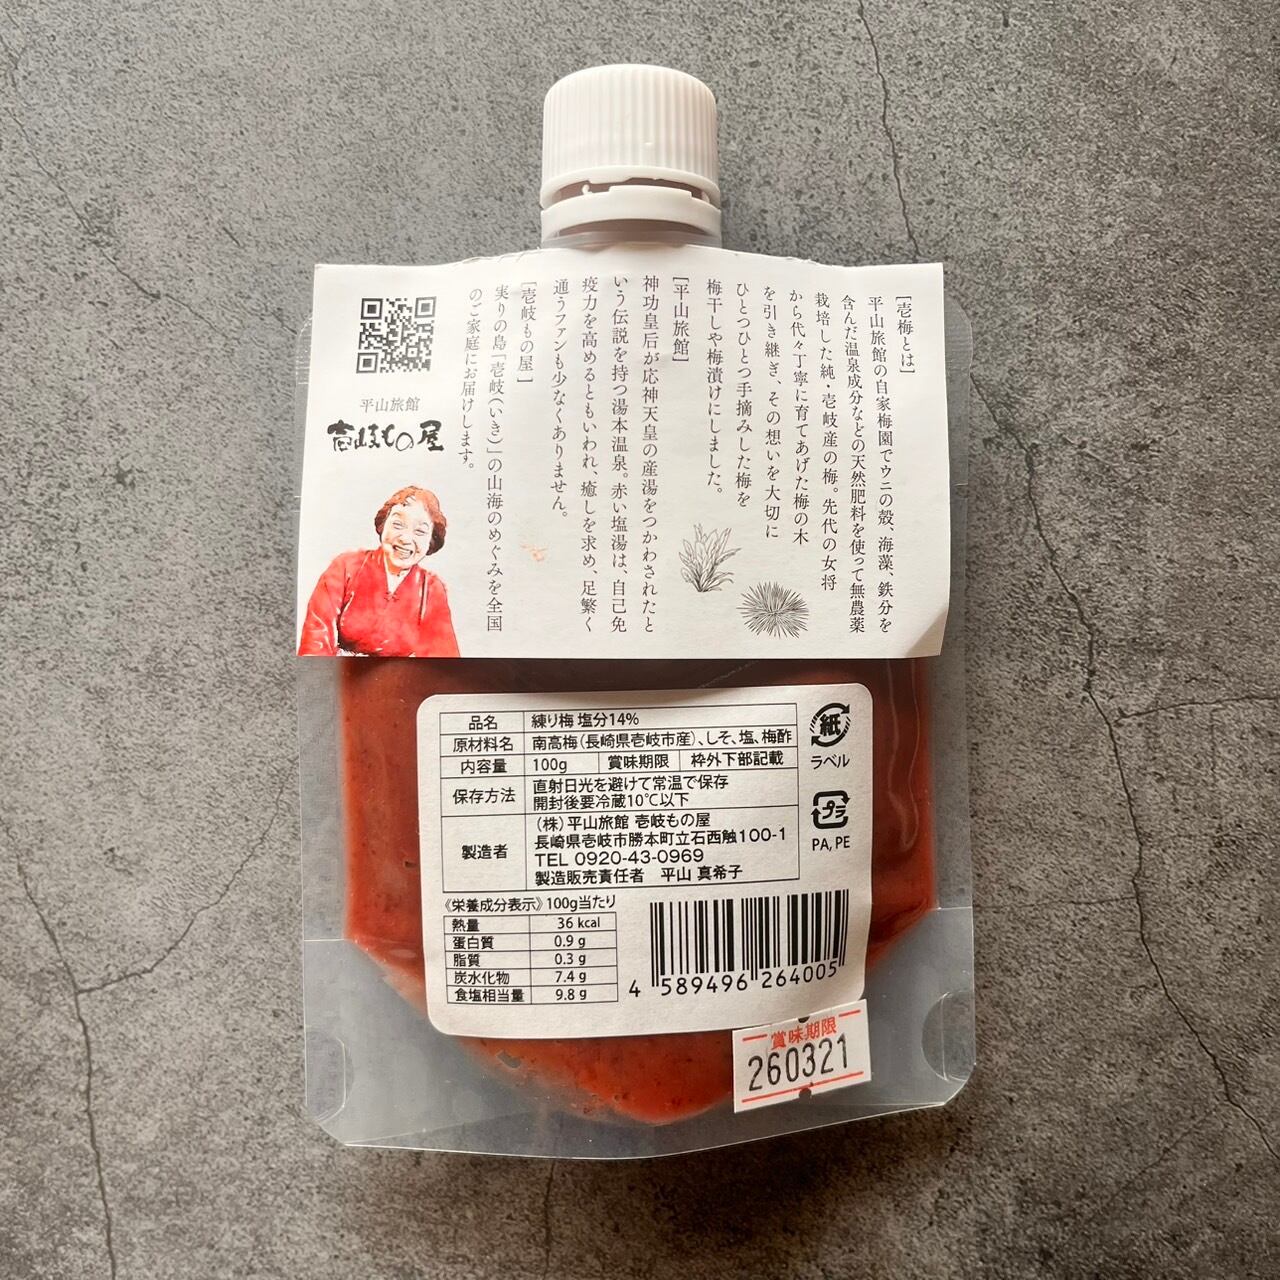 [壱梅とは]
平山旅館の自家梅園でウニの殻、海藻、鉄分を
含んだ温泉成分などの天然肥料を使って無農薬
栽培した純・壱岐産の梅。先代の女将
から代々丁寧に育てあげた梅の木
を引き継ぎ、その想いを大切に
ひとつひとつ手摘みした梅を
梅干しや梅漬けにしました。
[平山旅館]
神功皇后が応神天皇の産湯をつかわされたと
いう伝説を持つ湯本温泉。赤い塩湯は、自己免
疫力を高めるともいわれ、癒しを求め、足繁く
通うファンも少なくありません。
[壱岐もの屋]
実りの島「壱岐(いき)」の山海のめぐみを全国
のご家庭にお届けします。
平山旅館
壱岐もの屋
品名 練り梅 塩分14%
原材料名 南高梅(長崎県壱岐市産)、しそ、塩、梅酢
内容量 100g 賞味期限 枠外下部記載
保存方法 直射日光を避けて常温で保存
開封後要冷蔵10℃以下
製造者 (株)平山旅館 壱岐もの屋
長崎県壱岐市勝本町立石西触100-1
TEL 0920-43-0969
製造販売責任者 平山 真希子
紙
ラベル
プラ
PA, PE
《栄養成分表示》100g当たり
熱量 36 kcal
蛋白質 0.9 g
脂質 0.3 g
炭水化物 7.4 g
食塩相当量 9.8 g
4 589496 264005
賞味期限
260321